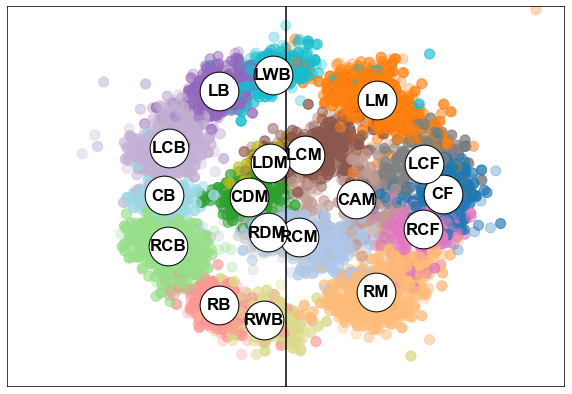 LWB
LB
LM
LCB
LCM
LDM
LCF
CB
CDM
CAM
CF
RCB
RDM
RCM
RCF
RM
RB
RWB